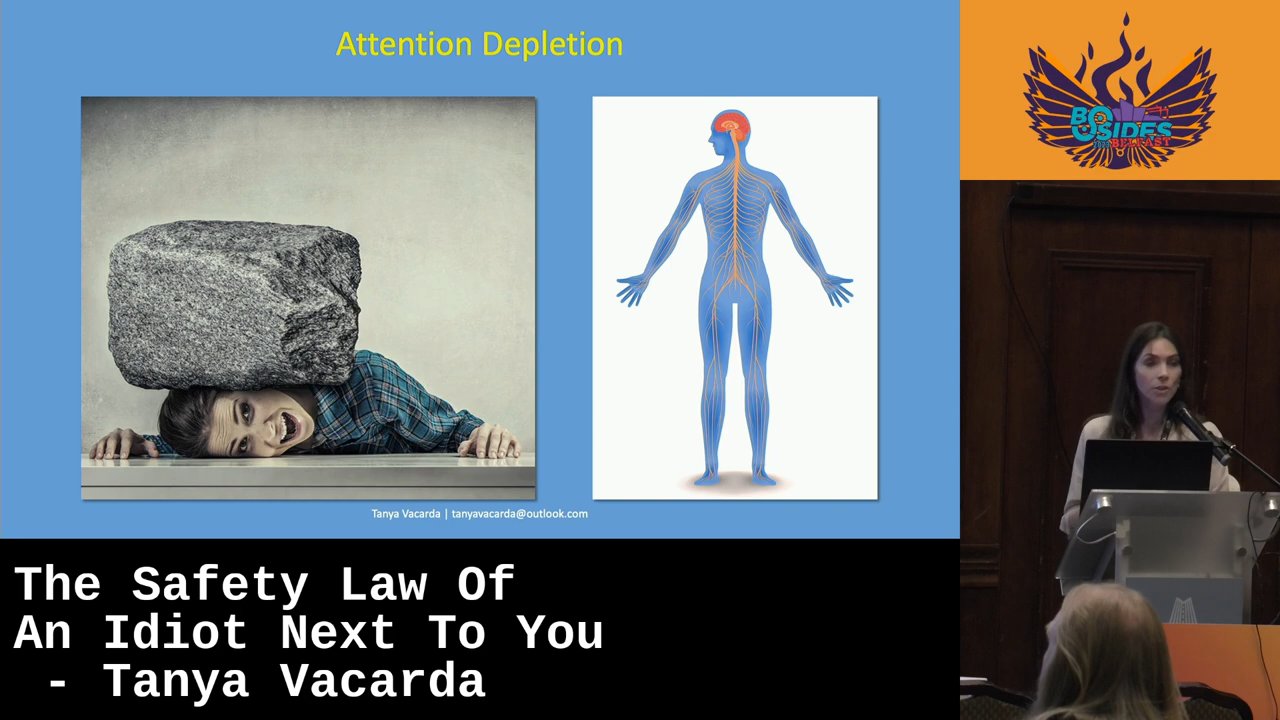 Attention Depletion
Tanya Vacarda | tanyavacarda@outlook.com
BSIDES
BELFAST
The Safety Law Of
An Idiot Next To You
- Tanya Vacarda